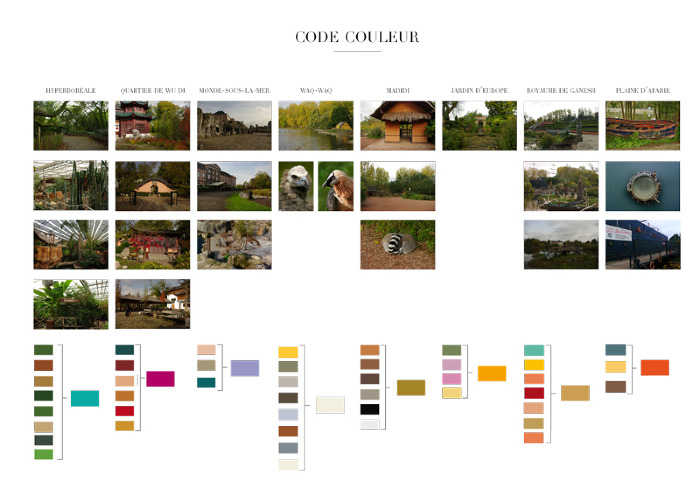 CODE COULEUR
HYPERBORÉALE QUARTIER DE WU DI MONDE-SOUS-LA-MER WAQ-WAQ MADIDI JARDIN D'EUROPE ROYAUME DE GANESH PLAINE D'AFARIE